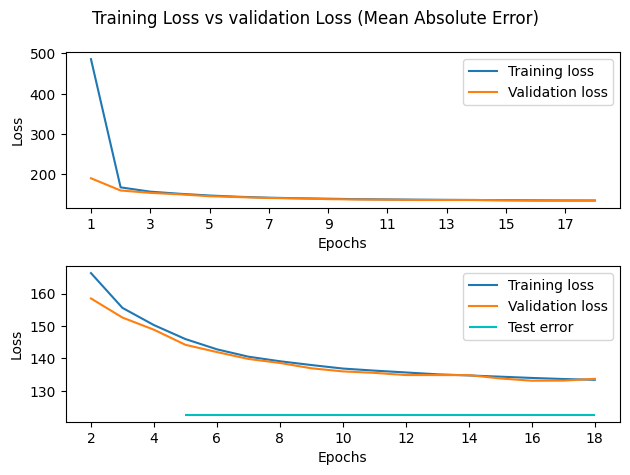 Training Loss vs validation Loss (Mean Absolute Error)
500
400
300
200
Loss
Training loss
Validation loss
1 3 5 7 9 11 13 15 17
Epochs
160
150
140
130
Loss
Training loss
Validation loss
Test error
2 4 6 8 10 12 14 16 18
Epochs